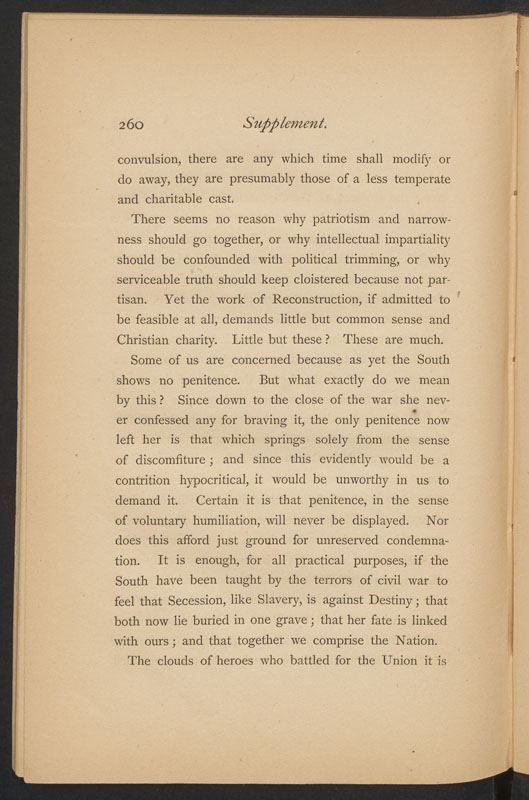 260 Supplement.
convulsion, there are any which time shall modify or
do away, they are presumably those of a less temperate
and charitable cast.
There seems no reason why patriotism and narrow-
ness should go together, or why intellectual impartiality
should be confounded with political trimming, or why
serviceable truth should keep cloistered because not par-
tisan. Yet the work of Reconstruction, if admitted to
be feasible at all, demands little but common sense and
Christian charity. Little but these? These are much.
Some of us are concerned because as yet the South
shows no penitence. But what exactly do we mean
by this? Since down to the close of the war she nev-
er confessed any for braving it, the only penitence now
left her is that which springs solely from the sense
of discomfiture; and since this evidently would be a
contrition hypocritical, it would be unworthy in us to
demand it. Certain it is that penitence, in the sense
of voluntary humiliation, will never be displayed. Nor
does this afford just ground for unreserved condemna-
tion. It is enough, for all practical purposes, if the
South have been taught by the terrors of civil war to
feel that Secession, like Slavery, is against Destiny; that
both now lie buried in one grave; that her fate is linked
with ours; and that together we comprise the Nation.
The clouds of heroes who battled for the Union it is